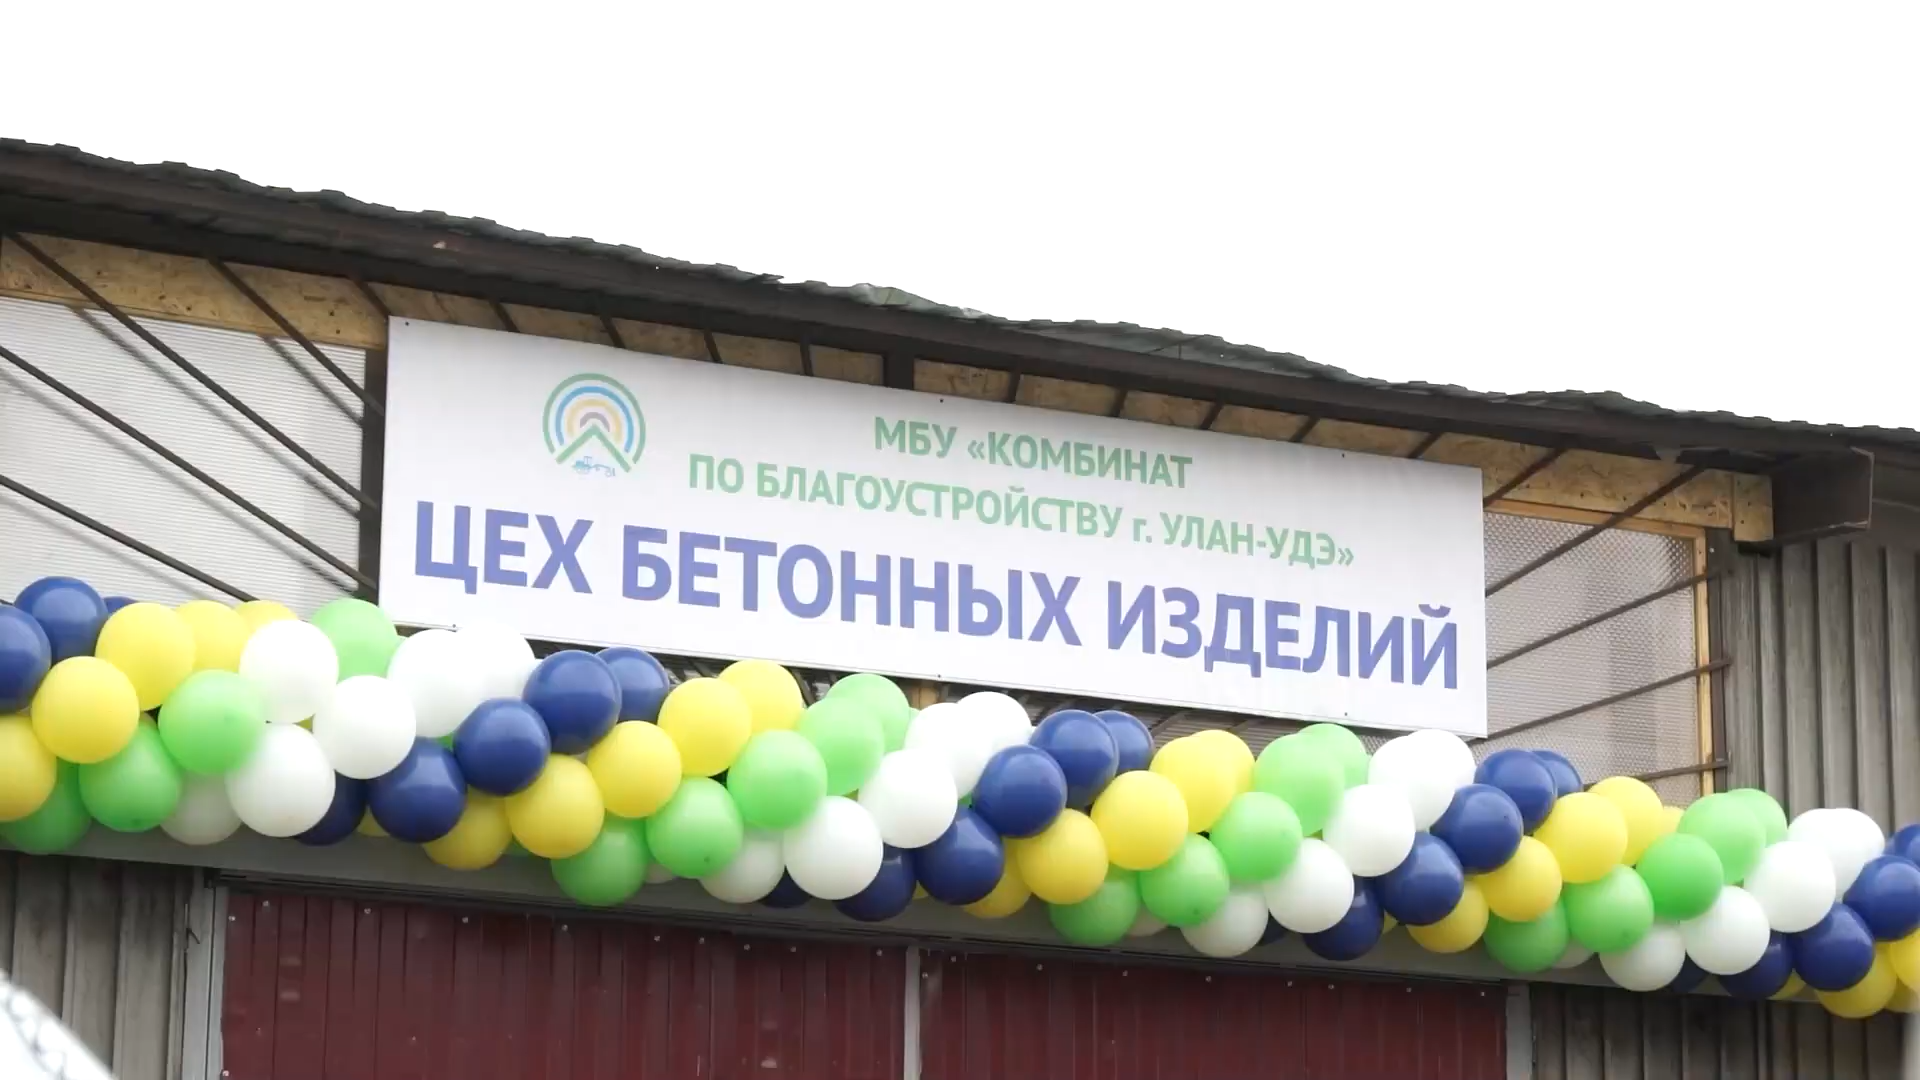 МБУ «КОМБИНАТ
ПО БЛАГОУСТРОЙСТВУ г. УЛАН-УДЭ»
ЦЕХ БЕТОННЫХ ИЗДЕЛИЙ